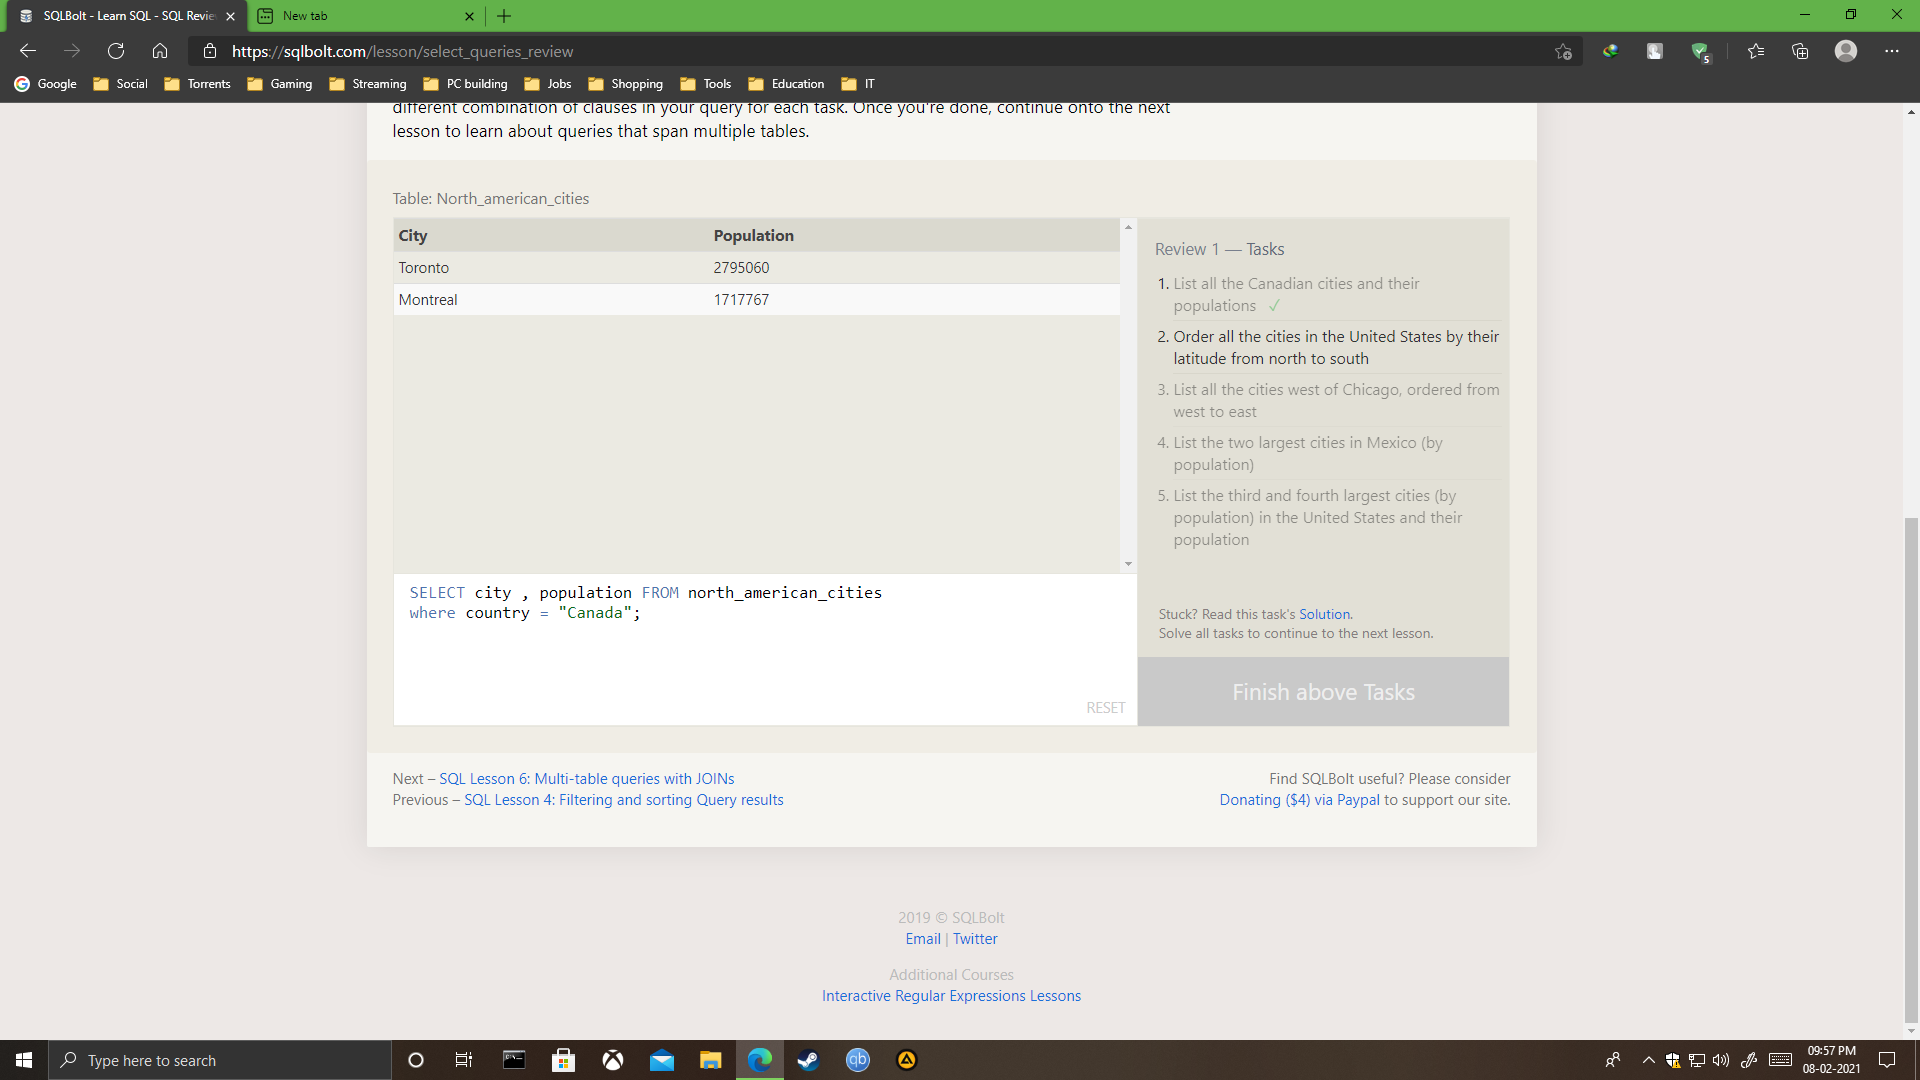 SQLBolt - Learn SQL - SQL Revie
New tab
https://sqlbolt.com/lesson/select_queries_review
5
Google Social Torrents Gaming Streaming PC building Jobs Shopping Tools Education IT
different combination of clauses in your query for each task. Once you're done, continue onto the next
lesson to learn about queries that span multiple tables.
Table: North_american_cities
City Population
Toronto 2795060
Montreal 1717767
Review 1 — Tasks
1. List all the Canadian cities and their
populations ✓
2. Order all the cities in the United States by their
latitude from north to south
3. List all the cities west of Chicago, ordered from
west to east
4. List the two largest cities in Mexico (by
population)
5. List the third and fourth largest cities (by
population) in the United States and their
population
SELECT city , population FROM north_american_cities
where country = "Canada";
RESET
Stuck? Read this task's Solution.
Solve all tasks to continue to the next lesson.
Finish above Tasks
Next – SQL Lesson 6: Multi-table queries with JOINs
Previous – SQL Lesson 4: Filtering and sorting Query results
Find SQLBolt useful? Please consider
Donating ($4) via Paypal to support our site.
2019 © SQLBolt
Email | Twitter
Additional Courses
Interactive Regular Expressions Lessons
Type here to search
qb
09:57 PM
08-02-2021